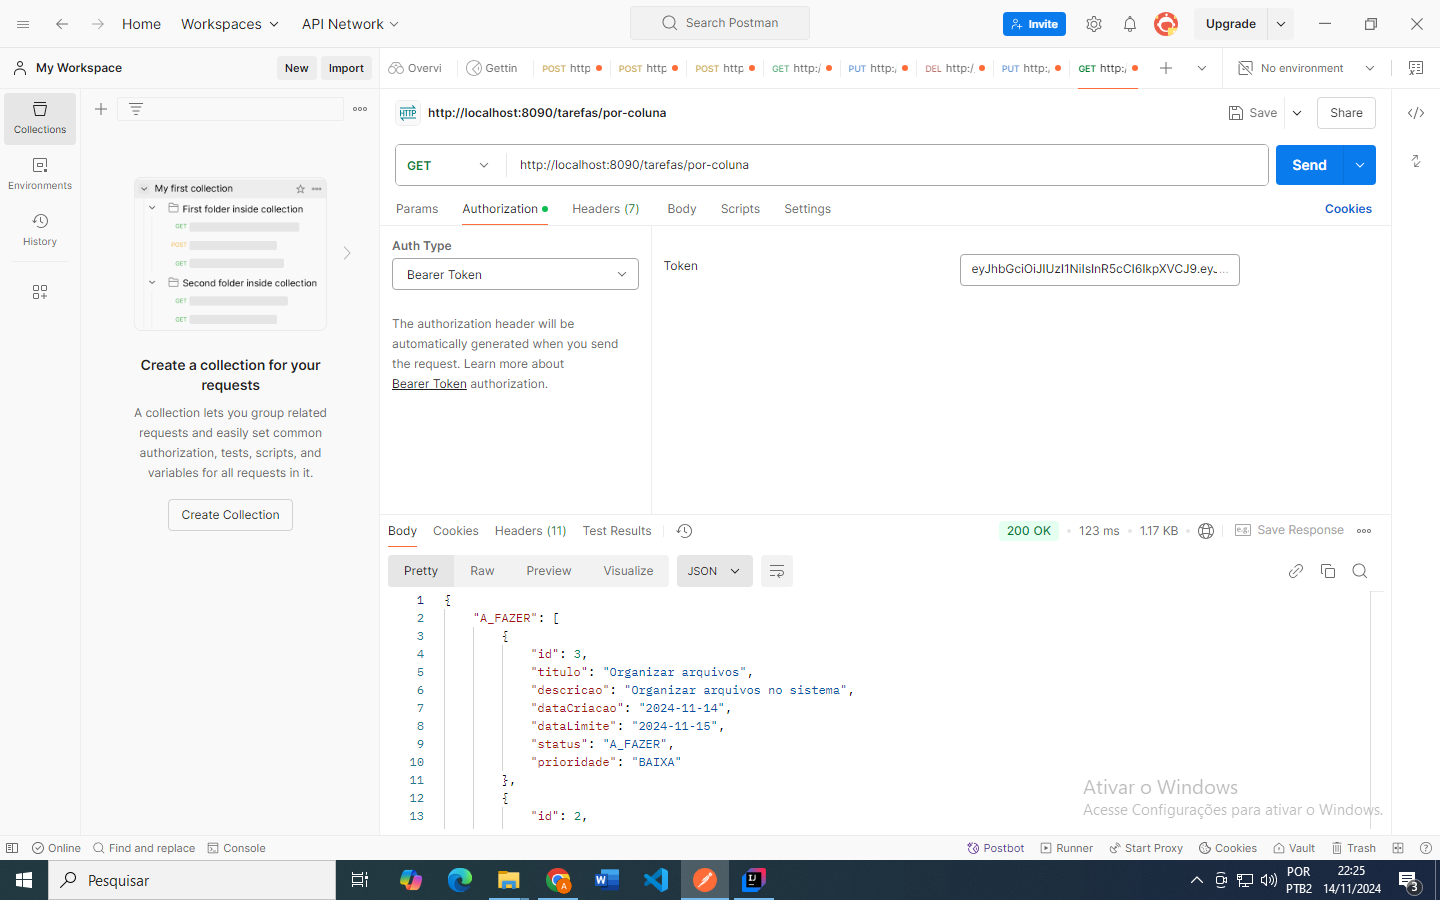 Home
Workspaces
API Network
Search Postman
Invite
Upgrade
My Workspace
New
Import
Overvi
Gettin
POST http
POST http
POST http
GET http:/
PUT http:/
DEL http:/
PUT http:/
GET http:/
No environment
Collections
Environments
History
My first collection
First folder inside collection
GET
POST
GET
Second folder inside collection
GET
GET
Create a collection for your
requests
A collection lets you group related
requests and easily set common
authorization, tests, scripts, and
variables for all requests in it.
Create Collection
HTTP
http://localhost:8090/tarefas/por-coluna
Save
Share
GET
http://localhost:8090/tarefas/por-coluna
Send
Params
Authorization
Headers (7)
Body
Scripts
Settings
Cookies
Auth Type
Bearer Token
The authorization header will be
automatically generated when you send
the request. Learn more about
Bearer Token authorization.
Token
Body
Cookies
Headers (11)
Test Results
200 OK
123 ms
1.17 KB
e.g.
Save Response
Pretty
Raw
Preview
Visualize
JSON
1 {
2 "A_FAZER": [
3 {
4 "id": 3,
5 "titulo": "Organizar arquivos",
6 "descricao": "Organizar arquivos no sistema",
7 "dataCriacao": "2024-11-14",
8 "dataLimite": "2024-11-15",
9 "status": "A_FAZER",
10 "prioridade": "BAIXA"
11 },
12 {
13 "id": 2,
Ativar o Windows
Acesse Configurações para ativar o Windows.
Online
Find and replace
Console
Postbot
Runner
Start Proxy
Cookies
Vault
Trash
Pesquisar
POR
PTB2
22:25
14/11/2024
3